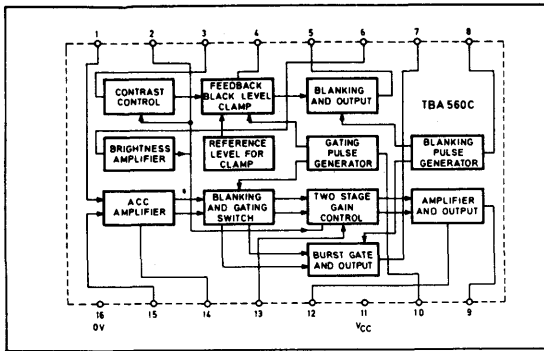 1 2 3 4 5 6 7 8
TBA 560C
CONTRAST
CONTROL
FEEDBACK
BLACK LEVEL
CLAMP
BLANKING
AND OUTPUT
BRIGHTNESS
AMPLIFIER
REFERENCE
LEVEL FOR
CLAMP
GATING
PULSE
GENERATOR
BLANKING
PULSE
GENERATOR
ACC
AMPLIFIER
BLANKING
AND GATING
SWITCH
TWO STAGE
GAIN
CONTROL
AMPLIFIER
AND OUTPUT
BURST GATE
AND OUTPUT
16 15 14 13 12 11 10 9
0V VCC